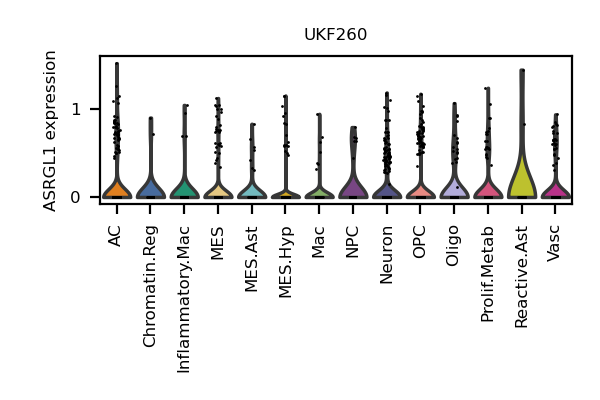 UKF260
ASRGL1 expression
1
0
AC
Chromatin.Reg
Inflammatory.Mac
MES
MES.Ast
MES.Hyp
Mac
NPC
Neuron
OPC
Oligo
Prolif.Metab
Reactive.Ast
Vasc